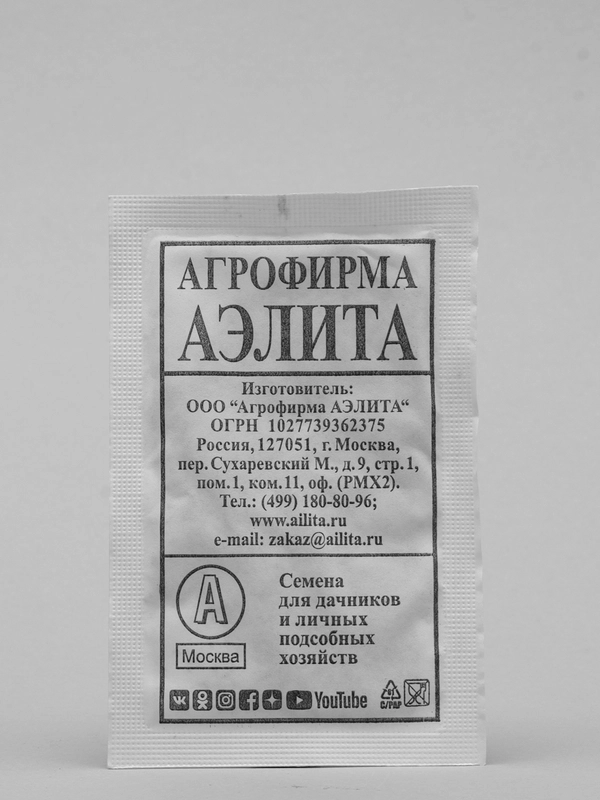 АГРОФИРМА
АЭЛИТА
Изготовитель:
ООО “Агрофирма АЭЛИТА“
ОГРН 1027739362375
Россия, 127051, г. Москва,
пер. Сухаревский М., д. 9, стр. 1,
пом. 1, ком. 11, оф. (РМХ2).
Тел.: (499) 180-80-96;
www.ailita.ru
e-mail: zakaz@ailita.ru
А
Москва
Семена
для дачников
и личных
подсобных
хозяйств
YouTube
C/PAP